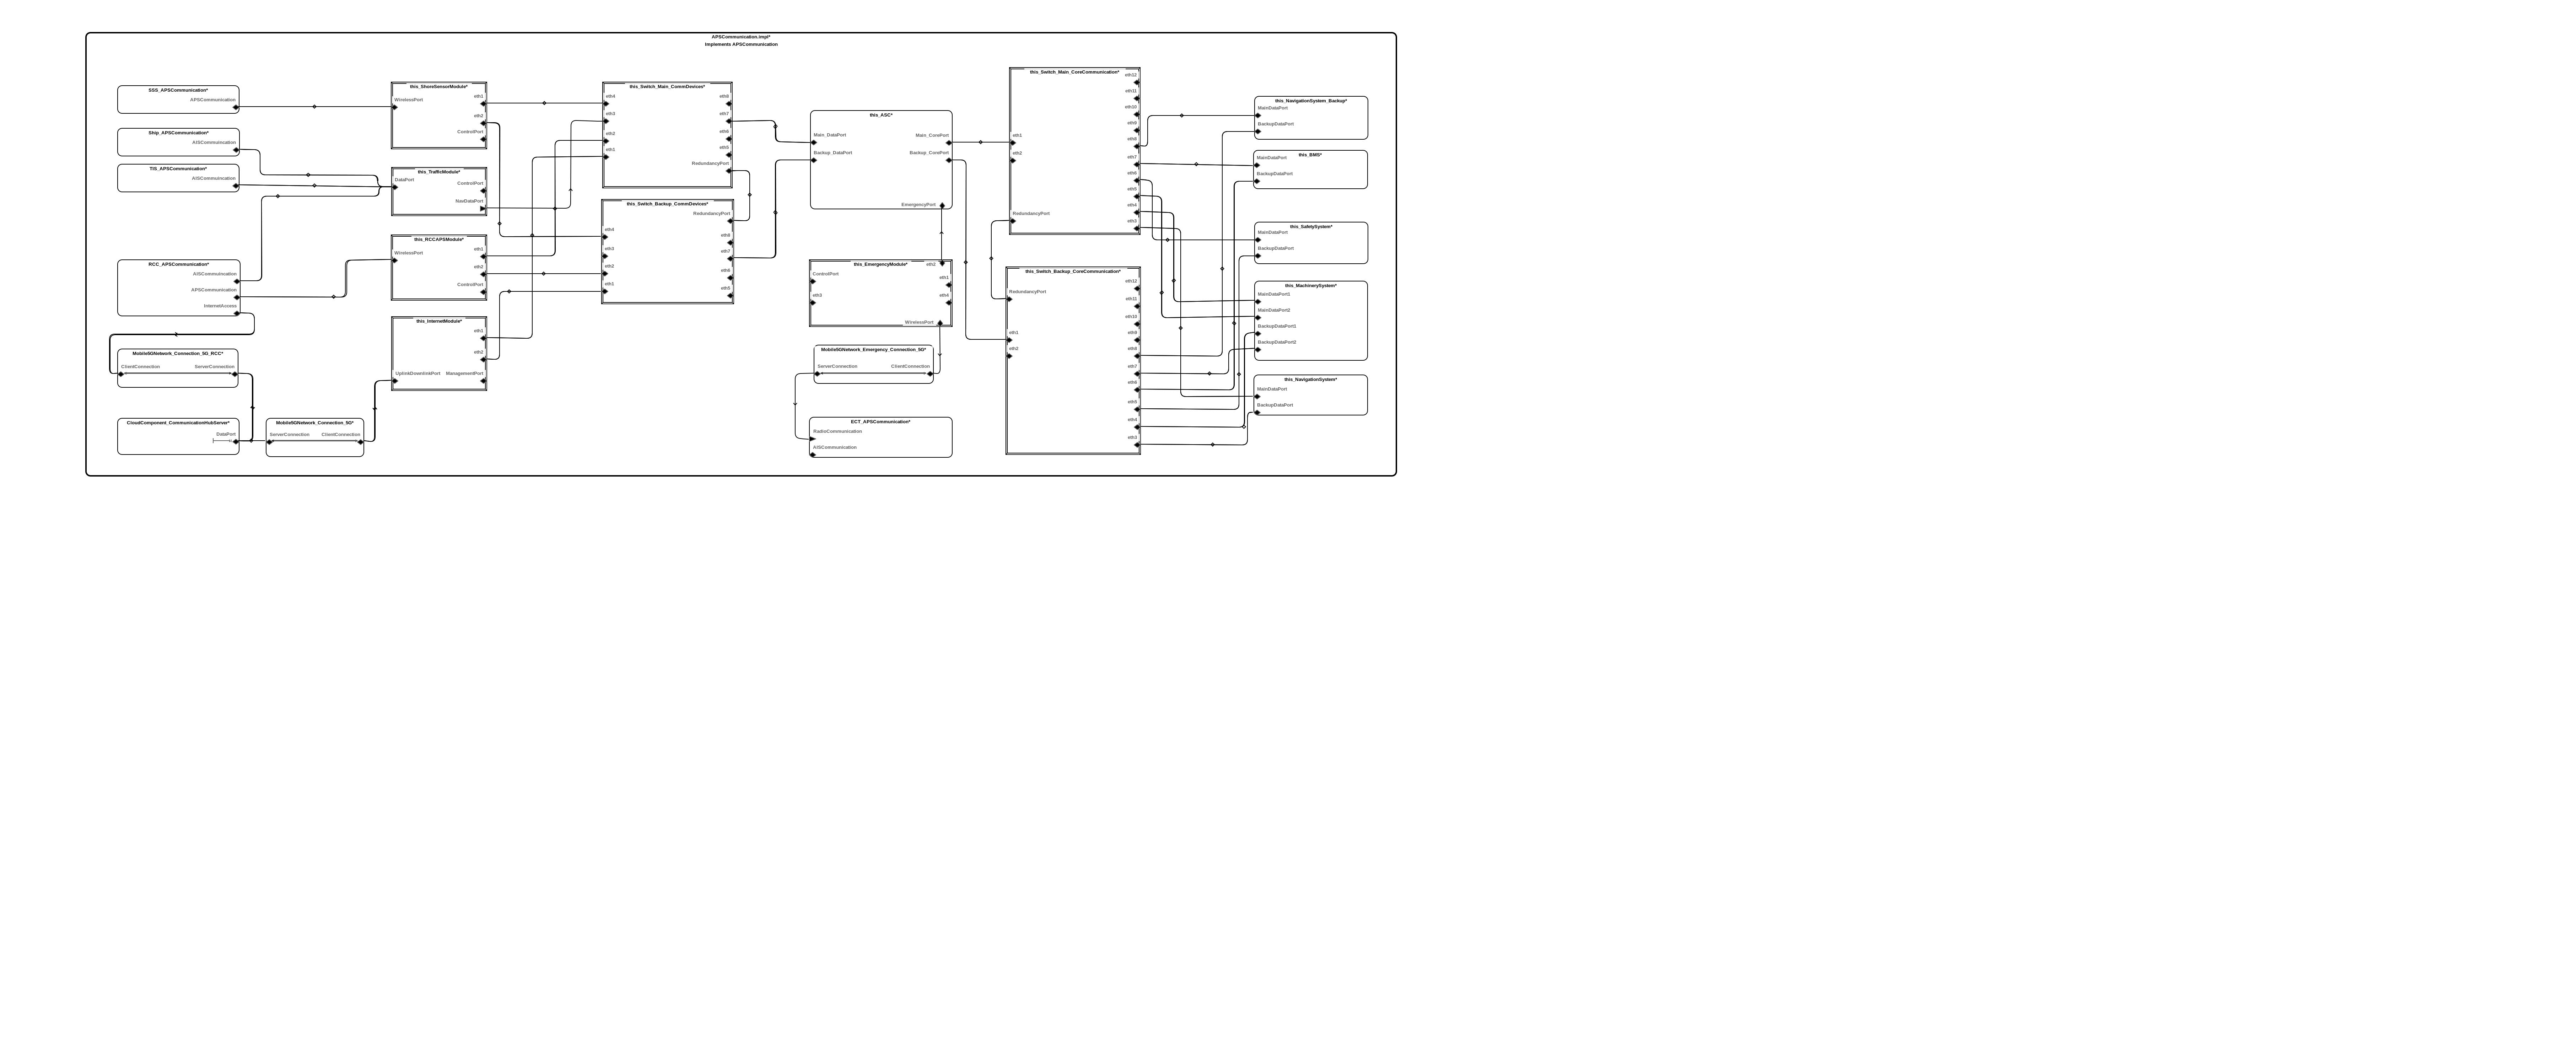 APSCommunication.impl*
Implements APSCommunication
SSS_APSCommunication*
APSCommunication
Ship_APSCommunication*
AISCommuincation
TIS_APSCommunication*
AISCommuincation
RCC_APSCommunication*
AISCommuincation
APSCommunication
InternetAccess
Mobile5GNetwork_Connection_5G_RCC*
ClientConnection
ServerConnection
CloudComponent_CommunicationHubServer*
DataPort
Mobile5GNetwork_Connection_5G*
ServerConnection
ClientConnection
this_ShoreSensorModule*
WirelessPort
eth1
eth2
ControlPort
this_TrafficModule*
DataPort
ControlPort
NavDataPort
this_RCCAPSModule*
WirelessPort
eth1
eth2
ControlPort
this_InternetModule*
eth1
eth2
UplinkDownlinkPort
ManagementPort
this_Switch_Main_CommDevices*
eth4
eth3
eth2
eth1
eth8
eth7
eth6
eth5
RedundancyPort
this_Switch_Backup_CommDevices*
RedundancyPort
eth4
eth3
eth2
eth1
eth8
eth7
eth6
eth5
this_ASC*
Main_DataPort
Backup_DataPort
Main_CorePort
Backup_CorePort
EmergencyPort
this_EmergencyModule*
eth2
ControlPort
eth3
eth1
eth4
WirelessPort
Mobile5GNetwork_Emergency_Connection_5G*
ServerConnection
ClientConnection
ECT_APSCommunication*
RadioCommunication
AISCommunication
this_Switch_Main_CoreCommunication*
eth12
eth11
eth10
eth9
eth8
eth7
eth6
eth5
eth4
eth3
eth1
eth2
RedundancyPort
this_Switch_Backup_CoreCommunication*
RedundancyPort
eth1
eth2
eth12
eth11
eth10
eth9
eth8
eth7
eth6
eth5
eth4
eth3
this_NavigationSystem_Backup*
MainDataPort
BackupDataPort
this_BMS*
MainDataPort
BackupDataPort
this_SafetySystem*
MainDataPort
BackupDataPort
this_MachinerySystem*
MainDataPort1
MainDataPort2
BackupDataPort1
BackupDataPort2
this_NavigationSystem*
MainDataPort
BackupDataPort